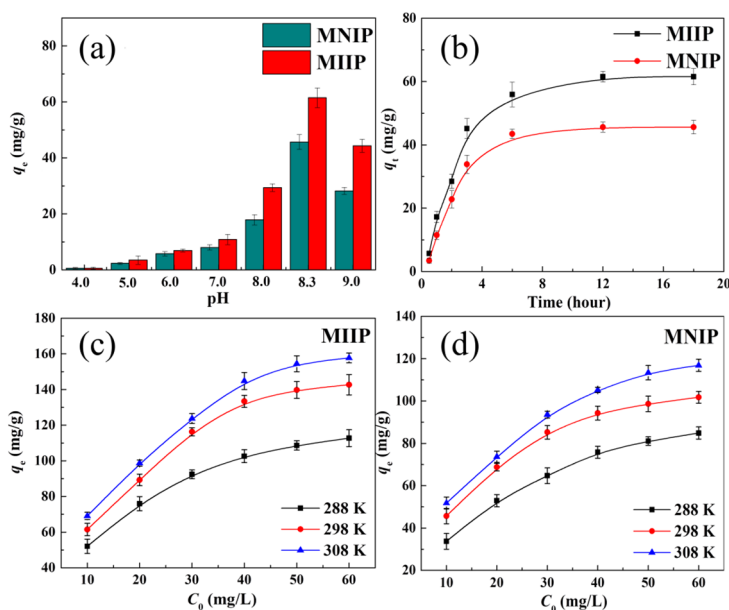 (a)
MNIP
MIIP
q_e (mg/g)
80
60
40
20
0
4.0 5.0 6.0 7.0 8.0 8.3 9.0
pH
(b)
MIIP
MNIP
q_t (mg/g)
80
60
40
20
0
0 4 8 12 16 20
Time (hour)
(c)
MIIP
q_e (mg/g)
180
160
140
120
100
80
60
40
288 K
298 K
308 K
10 20 30 40 50 60
C_0 (mg/L)
(d)
MNIP
q_e (mg/g)
140
120
100
80
60
40
20
288 K
298 K
308 K
10 20 30 40 50 60
C_0 (mg/L)